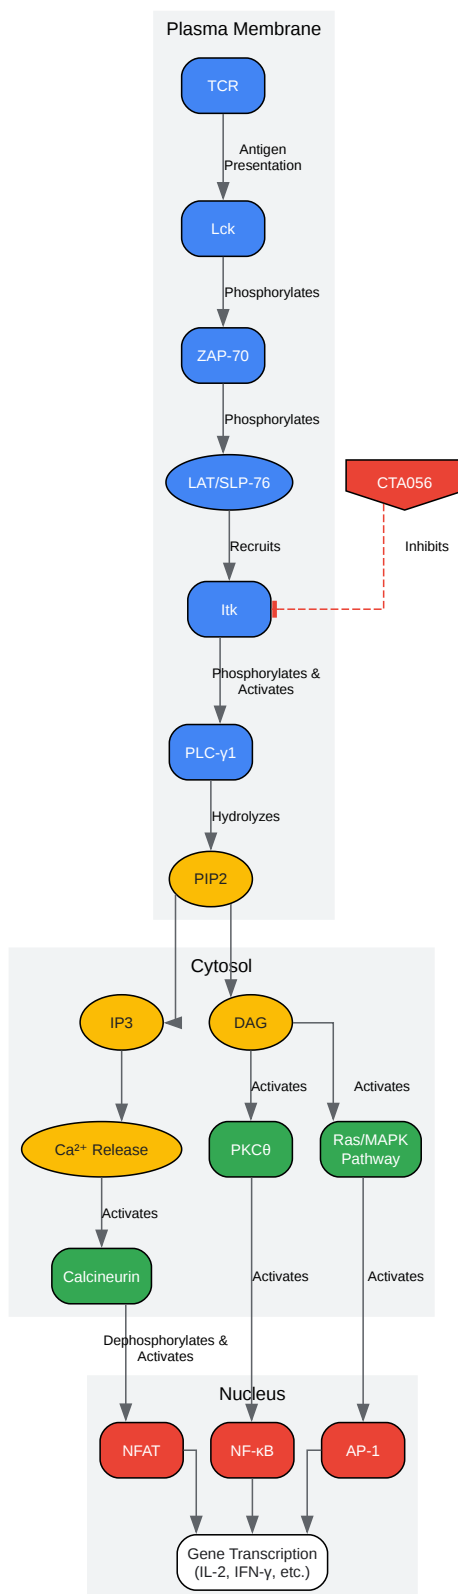 Plasma Membrane
TCR
Antigen
Presentation
Lck
Phosphorylates
ZAP-70
Phosphorylates
LAT/SLP-76
CTA056
Recruits
Inhibits
Itk
Phosphorylates &
Activates
PLC-γ1
Hydrolyzes
PIP2
Cytosol
IP3
DAG
Activates
Activates
Ca²⁺ Release
PKCθ
Ras/MAPK
Pathway
Activates
Calcineurin
Activates
Activates
Dephosphorylates &
Activates
Nucleus
NFAT
NF-κB
AP-1
Gene Transcription
(IL-2, IFN-γ, etc.)